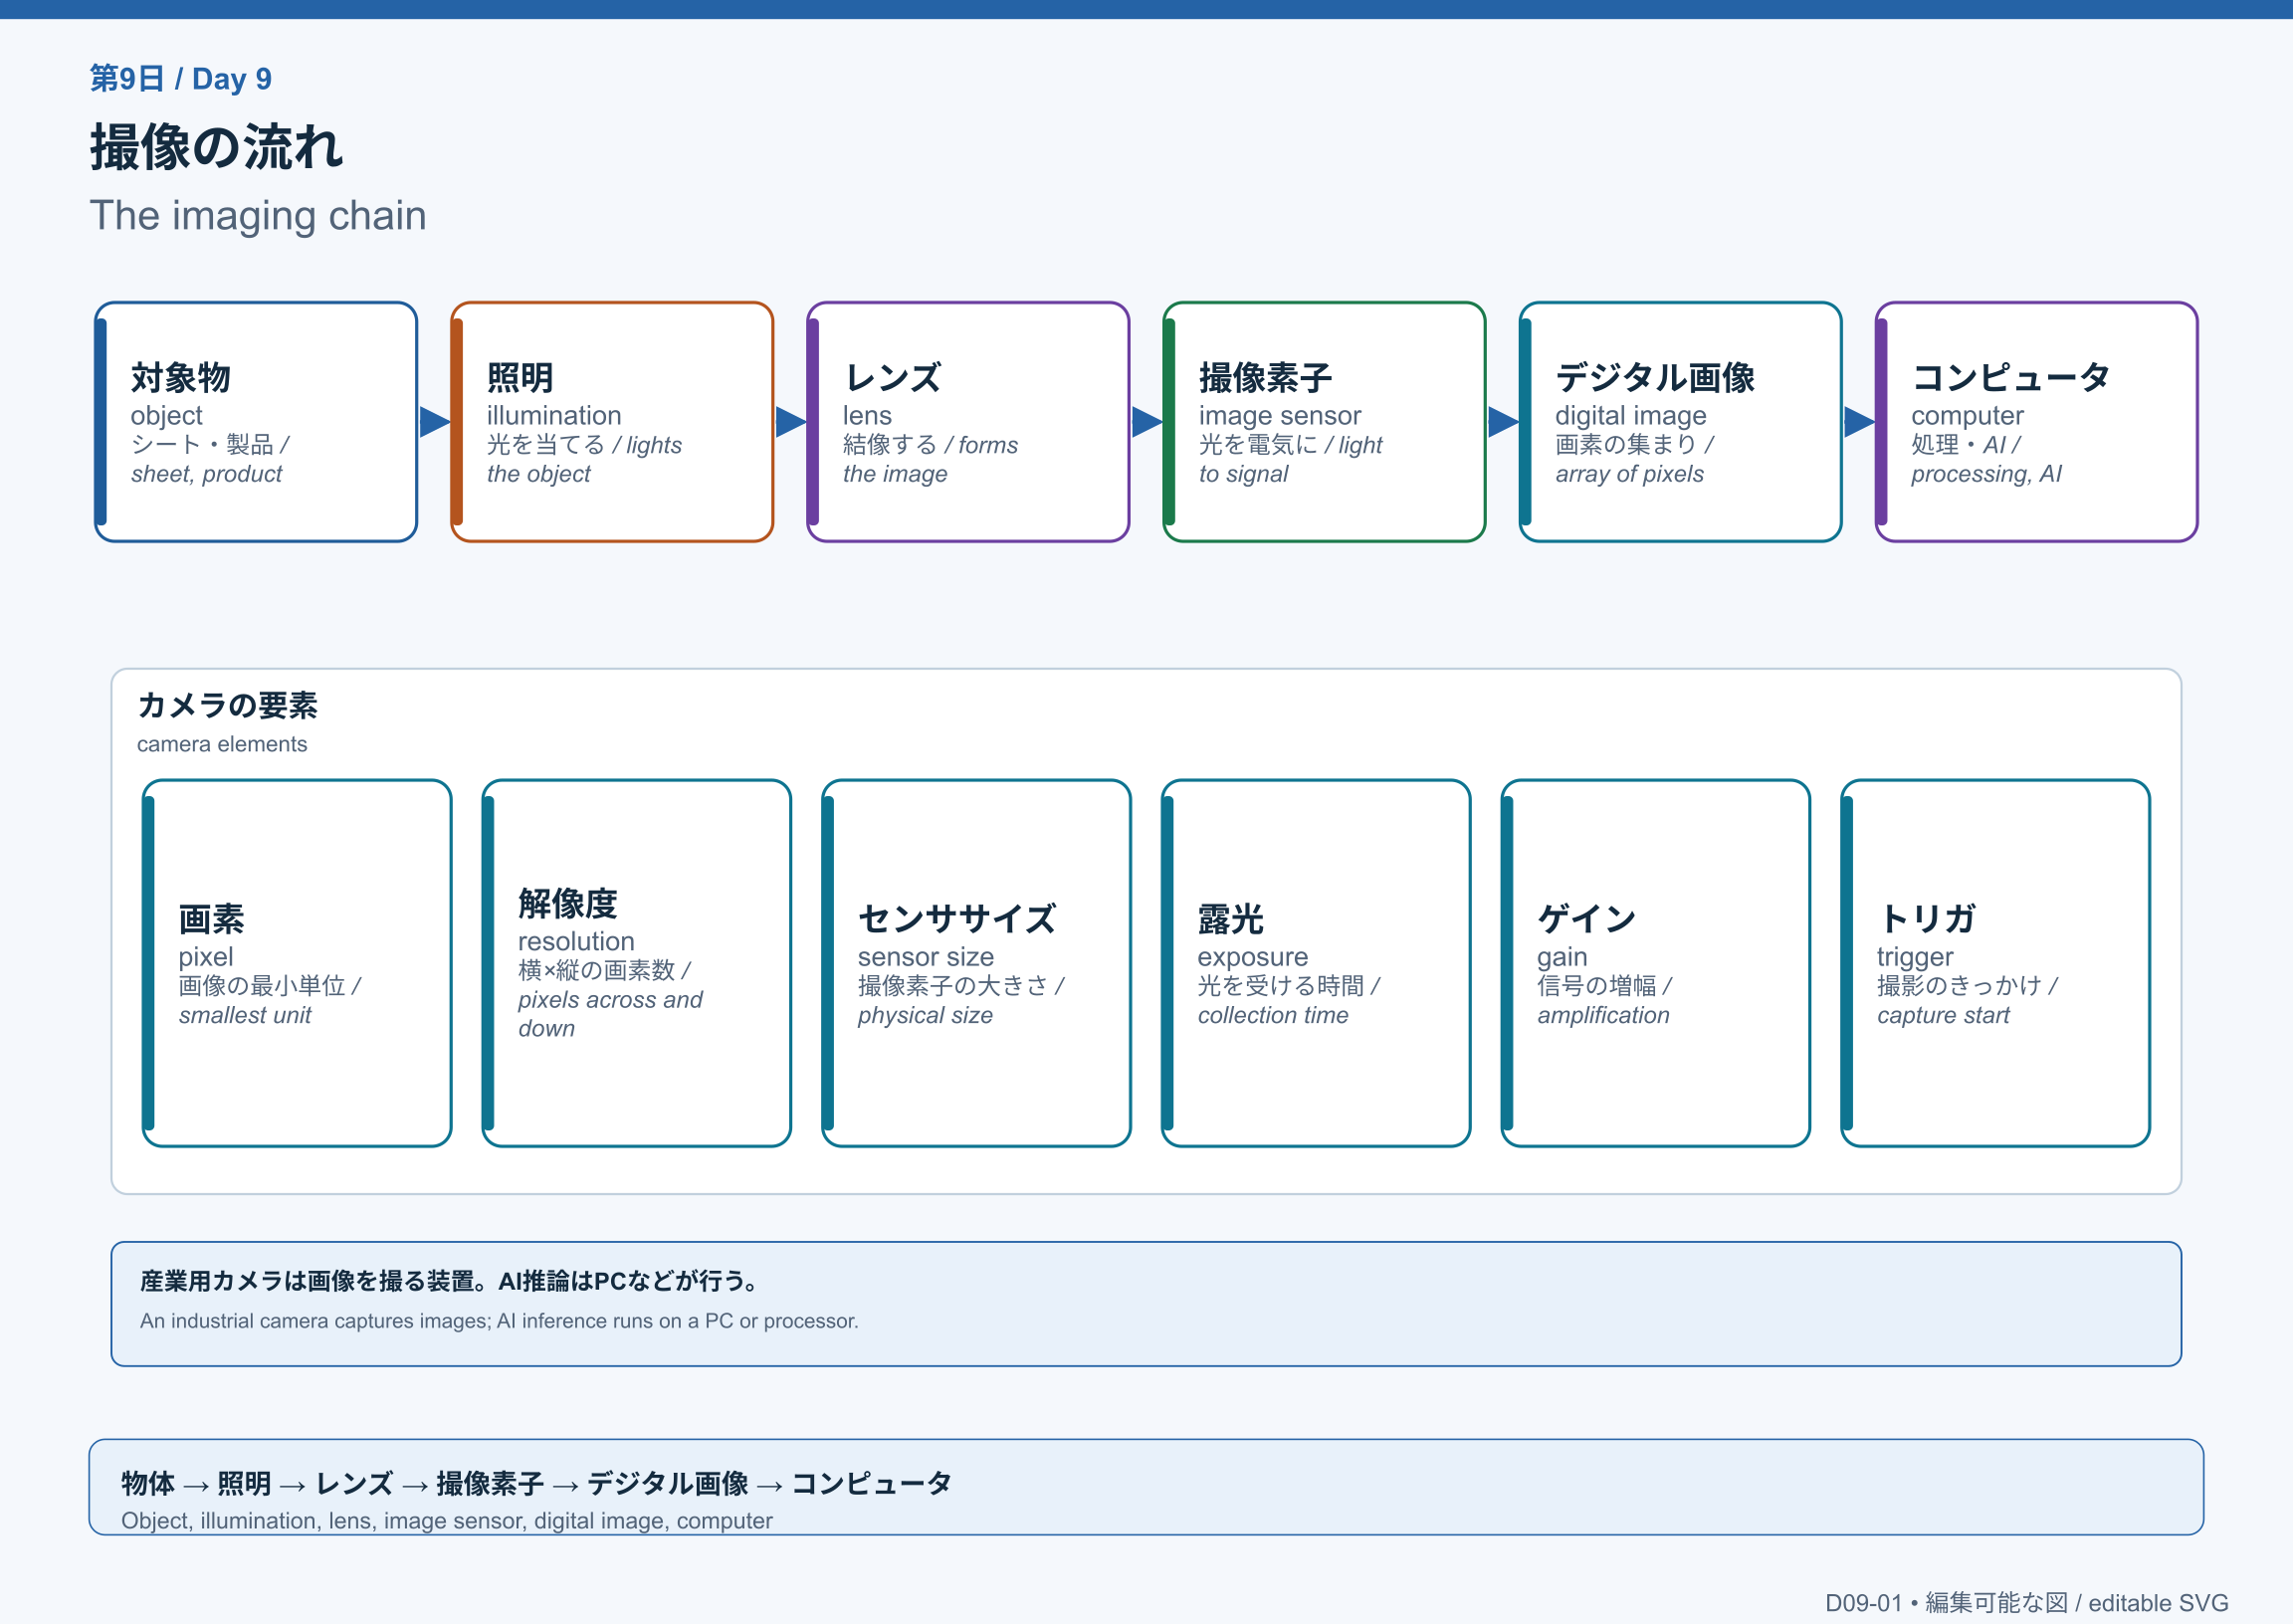 第9日 / Day 9
撮像の流れ
The imaging chain
対象物
object
シート・製品 /
sheet, product
照明
illumination
光を当てる / lights
the object
レンズ
lens
結像する / forms
the image
撮像素子
image sensor
光を電気に / light
to signal
デジタル画像
digital image
画素の集まり /
array of pixels
コンピュータ
computer
処理・AI /
processing, AI
カメラの要素
camera elements
画素
pixel
画像の最小単位 /
smallest unit
解像度
resolution
横×縦の画素数 /
pixels across and
down
センササイズ
sensor size
撮像素子の大きさ /
physical size
露光
exposure
光を受ける時間 /
collection time
ゲイン
gain
信号の増幅 /
amplification
トリガ
trigger
撮影のきっかけ /
capture start
産業用カメラは画像を撮る装置。AI推論はPCなどが行う。
An industrial camera captures images; AI inference runs on a PC or processor.
物体 → 照明 → レンズ → 撮像素子 → デジタル画像 → コンピュータ
Object, illumination, lens, image sensor, digital image, computer
D09-01 • 編集可能な図 / editable SVG